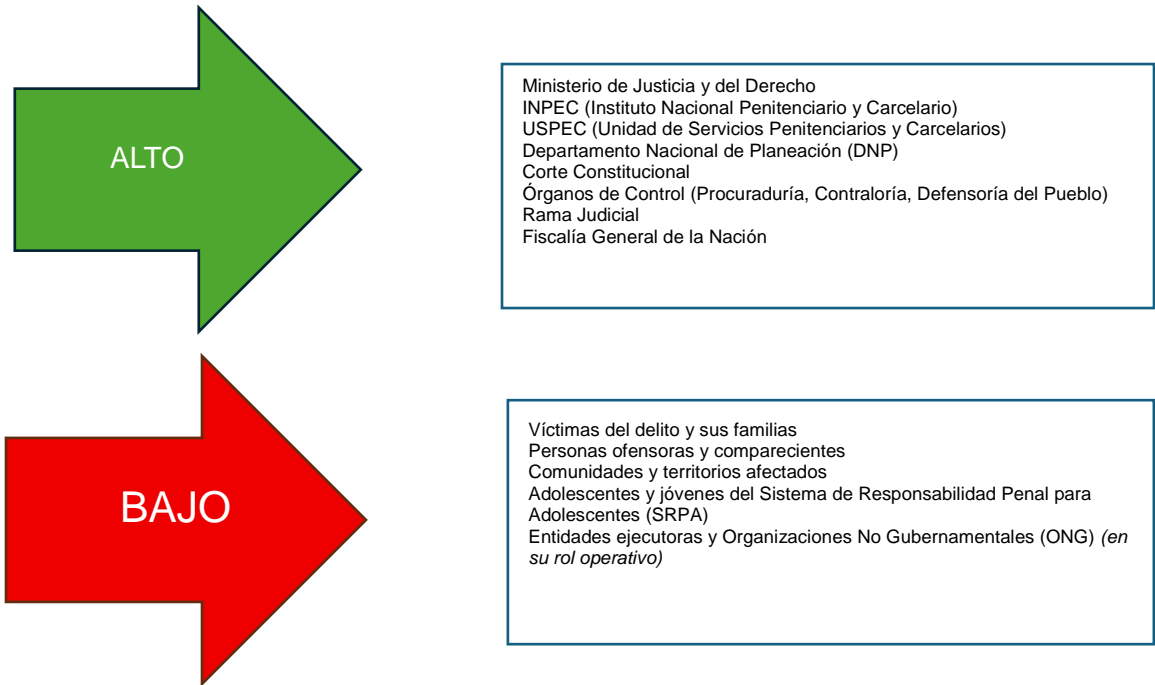 ALTO
Ministerio de Justicia y del Derecho
INPEC (Instituto Nacional Penitenciario y Carcelario)
USPEC (Unidad de Servicios Penitenciarios y Carcelarios)
Departamento Nacional de Planeación (DNP)
Corte Constitucional
Órganos de Control (Procuraduría, Contraloría, Defensoría del Pueblo)
Rama Judicial
Fiscalía General de la Nación
BAJO
Víctimas del delito y sus familias
Personas ofensoras y comparecientes
Comunidades y territorios afectados
Adolescentes y jóvenes del Sistema de Responsabilidad Penal para
Adolescentes (SRPA)
Entidades ejecutoras y Organizaciones No Gubernamentales (ONG) (en
su rol operativo)